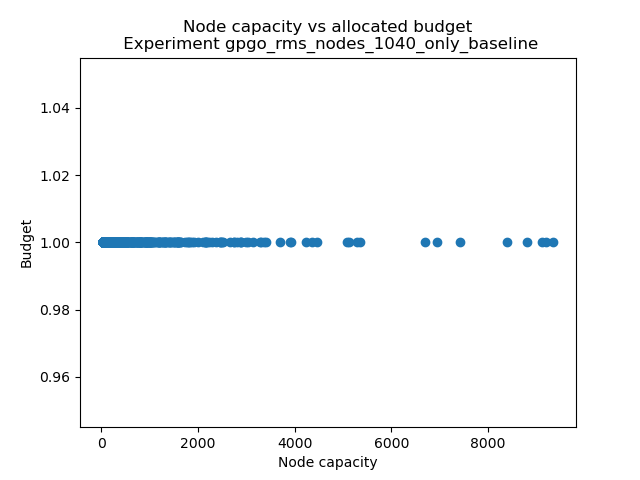 Node capacity vs allocated budget
Experiment gpgo_rms_nodes_1040_only_baseline
1.04
1.02
1.00
0.98
0.96
Budget
0
2000
4000
6000
8000
Node capacity